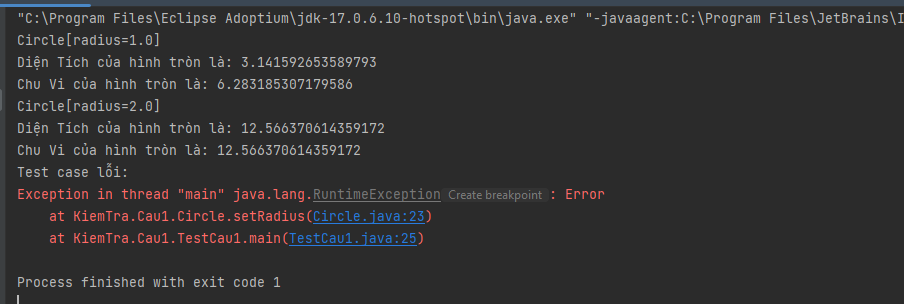 "C:\Program Files\Eclipse Adoptium\jdk-17.0.6.10-hotspot\bin\java.exe" "-javaagent:C:\Program Files\JetBrains\I
Circle[radius=1.0]
Diện Tích của hình tròn là: 3.141592653589793
Chu Vi của hình tròn là: 6.283185307179586
Circle[radius=2.0]
Diện Tích của hình tròn là: 12.566370614359172
Chu Vi của hình tròn là: 12.566370614359172
Test case lỗi:
Exception in thread "main" java.lang.RuntimeException Create breakpoint : Error
at KiemTra.Cau1.Circle.setRadius(Circle.java:23)
at KiemTra.Cau1.TestCau1.main(TestCau1.java:25)
Process finished with exit code 1